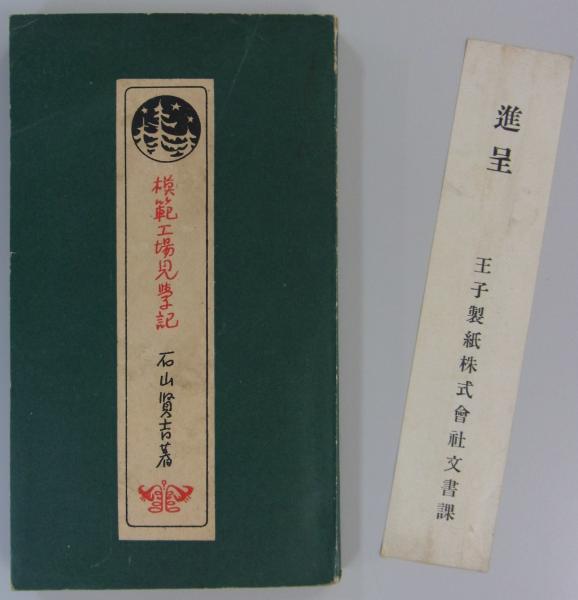 模範工場見學記
石山賢吉著
進呈
王子製紙株式會社文書課